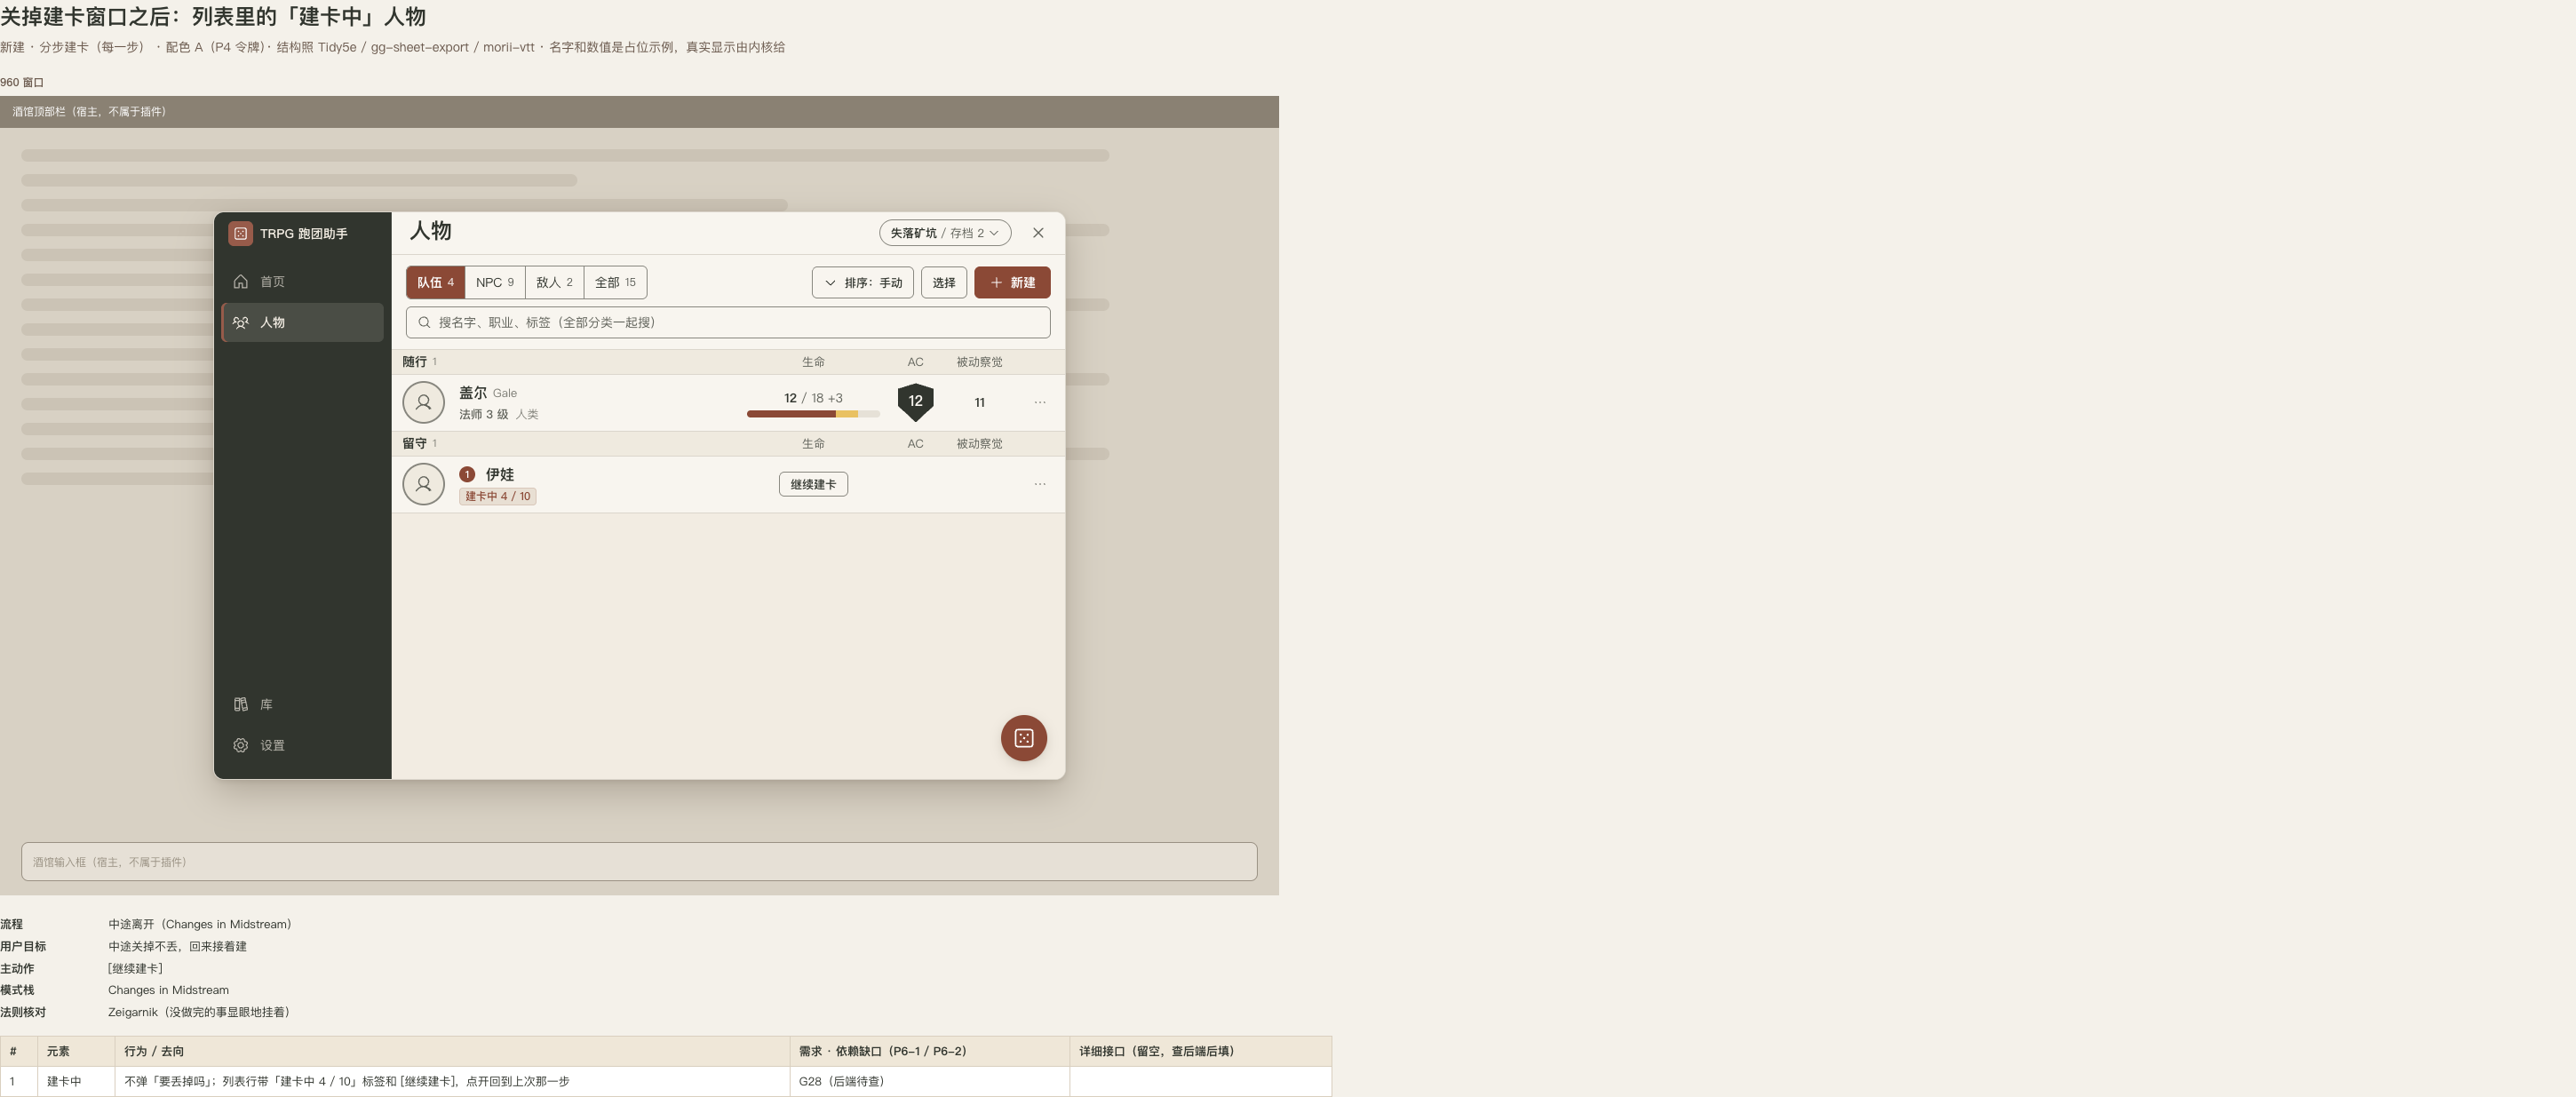 关掉建卡窗口之后：列表里的「建卡中」人物
新建 · 分步建卡（每一步） · 配色 A（P4 令牌）· 结构照 Tidy5e / gg-sheet-export / morii-vtt · 名字和数值是占位示例，真实显示由内核给
960 窗口
酒馆顶部栏（宿主，不属于插件）
TRPG 跑团助手
人物
失落矿坑 / 存档 2
首页
队伍 4
NPC 9
敌人 2
全部 15
排序：手动
选择
新建
人物
搜名字、职业、标签（全部分类一起搜）
随行 1 生命 AC 被动察觉
盖尔 Gale
法师 3 级 人类
12 / 18 +3
12
11
···
留守 1 生命 AC 被动察觉
1 伊娃
建卡中 4 / 10
继续建卡
···
库
设置
酒馆输入框（宿主，不属于插件）
流程 中途离开（Changes in Midstream）
用户目标 中途关掉不丢，回来接着建
主动作 [继续建卡]
模式栈 Changes in Midstream
法则核对 Zeigarnik（没做完的事显眼地挂着）
# 元素 行为 / 去向 需求 · 依赖缺口（P6-1 / P6-2） 详细接口（留空，查后端后填）
1 建卡中 不弹「要丢掉吗」；列表行带「建卡中 4 / 10」标签和 [继续建卡]，点开回到上次那一步 G28（后端待查）